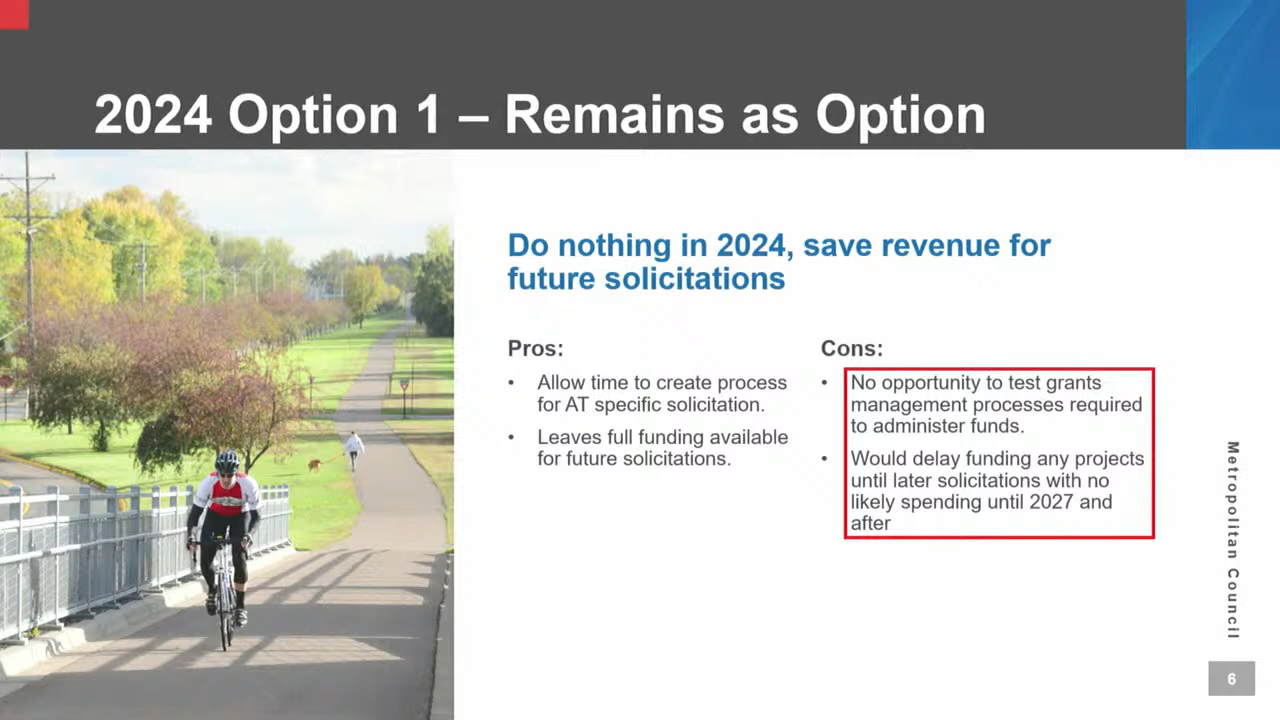 2024 Option 1 – Remains as Option
Do nothing in 2024, save revenue for
future solicitations
Pros:
• Allow time to create process
for AT specific solicitation.
• Leaves full funding available
for future solicitations.
Cons:
• No opportunity to test grants
management processes required
to administer funds.
• Would delay funding any projects
until later solicitations with no
likely spending until 2027 and
after
Metropolitan Council
6